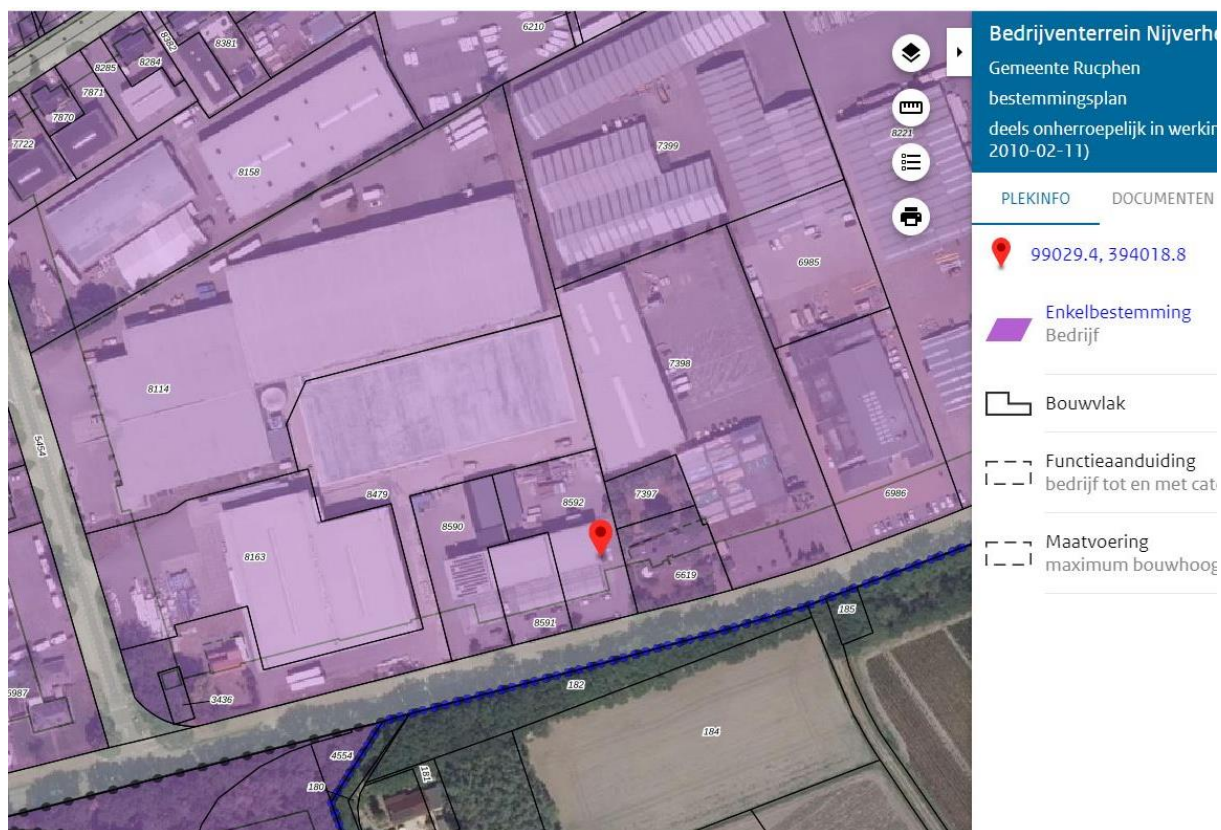 6210
8382
8381
8285
8284
7871
7870
7722
8158
7399
8221
6985
8114
7398
5454
8479
8592
7397
8590
6986
8163
6619
8591
185
182
3436
184
4554
180
181
Bedrijventerrein Nijverhe
Gemeente Rucphen
bestemmingsplan
deels onherroepelijk in werkin
2010-02-11)
PLEKINFO DOCUMENTEN
99029.4, 394018.8
Enkelbestemming
Bedrijf
Bouwvlak
Functieaanduiding
bedrijf tot en met cate
Maatvoering
maximum bouwhoog